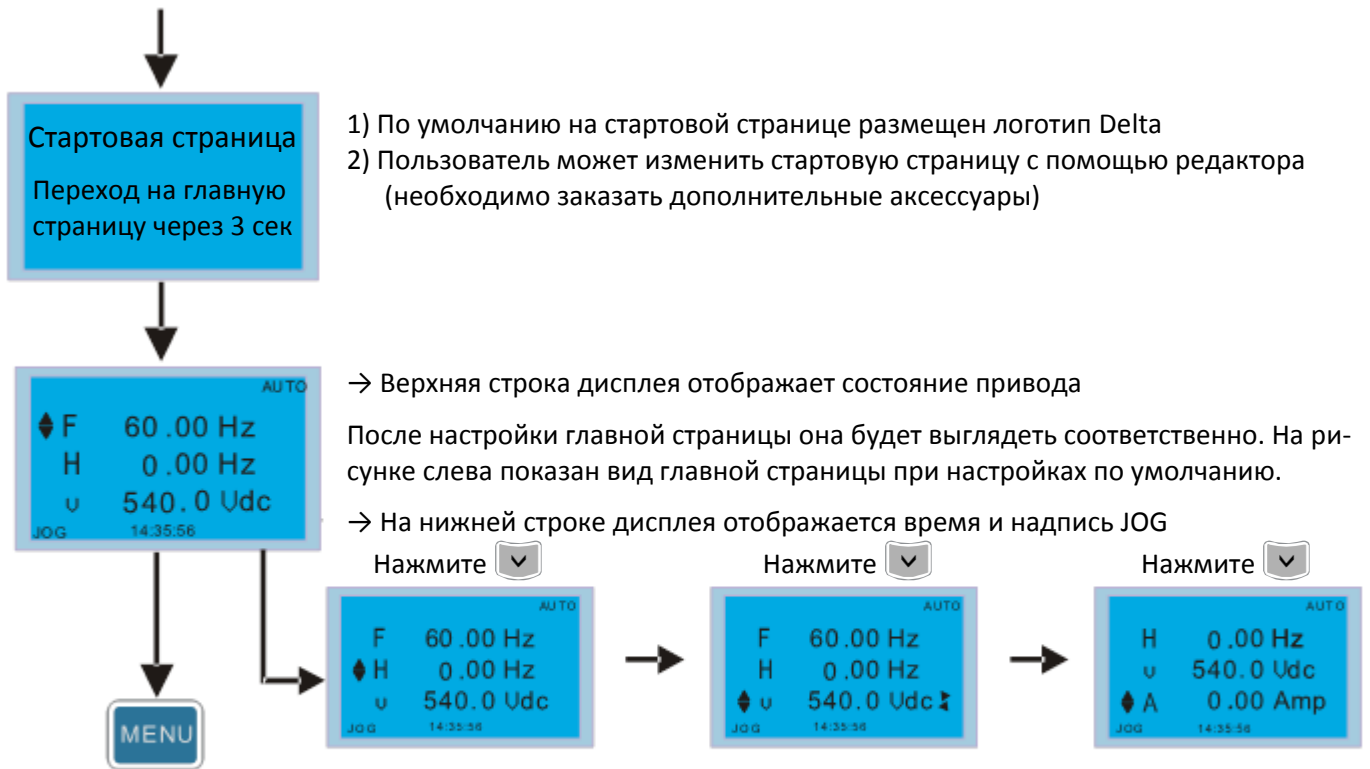 Стартовая страница
Переход на главную
страницу через 3 сек
1) По умолчанию на стартовой странице размещен логотип Delta
2) Пользователь может изменить стартовую страницу с помощью редактора
(необходимо заказать дополнительные аксессуары)
AUTO
F 60.00 Hz
H 0.00 Hz
υ 540.0 Vdc
JOG 14:35:56
→ Верхняя строка дисплея отображает состояние привода
После настройки главной страницы она будет выглядеть соответственно. На ри-
сунке слева показан вид главной страницы при настройках по умолчанию.
→ На нижней строке дисплея отображается время и надпись JOG
Нажмите
AUTO
F 60.00 Hz
H 0.00 Hz
υ 540.0 Vdc
JOG 14:35:56
Нажмите
AUTO
F 60.00 Hz
H 0.00 Hz
υ 540.0 Vdc
JOG 14:35:56
Нажмите
AUTO
H 0.00 Hz
υ 540.0 Vdc
A 0.00 Amp
JOG 14:35:56
MENU